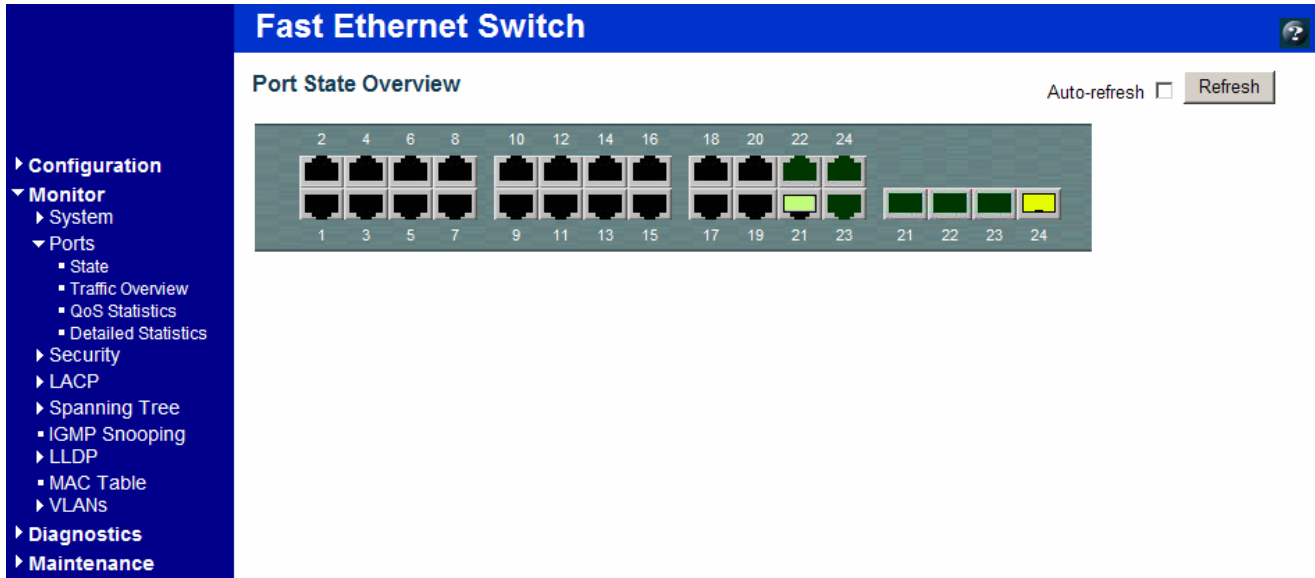 Fast Ethernet Switch
?
Port State Overview
Auto-refresh
Refresh
Configuration
Monitor
System
Ports
State
Traffic Overview
QoS Statistics
Detailed Statistics
Security
LACP
Spanning Tree
IGMP Snooping
LLDP
MAC Table
VLANs
Diagnostics
Maintenance
2 4 6 8 10 12 14 16 18 20 22 24
1 3 5 7 9 11 13 15 17 19 21 23 21 22 23 24